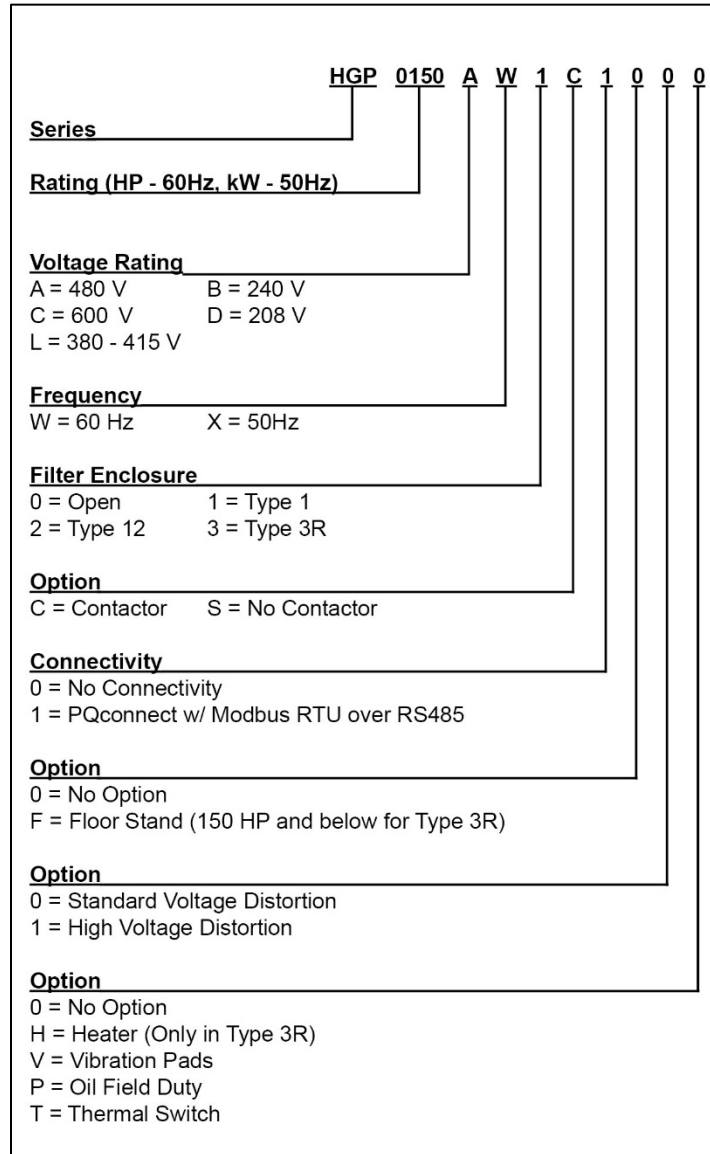 HGP 0150 A W 1 C 1 0 0 0
Series
Rating (HP - 60Hz, kW - 50Hz)
Voltage Rating
A = 480 V B = 240 V
C = 600 V D = 208 V
L = 380 - 415 V
Frequency
W = 60 Hz X = 50Hz
Filter Enclosure
0 = Open 1 = Type 1
2 = Type 12 3 = Type 3R
Option
C = Contactor S = No Contactor
Connectivity
0 = No Connectivity
1 = PQconnect w/ Modbus RTU over RS485
Option
0 = No Option
F = Floor Stand (150 HP and below for Type 3R)
Option
0 = Standard Voltage Distortion
1 = High Voltage Distortion
Option
0 = No Option
H = Heater (Only in Type 3R)
V = Vibration Pads
P = Oil Field Duty
T = Thermal Switch